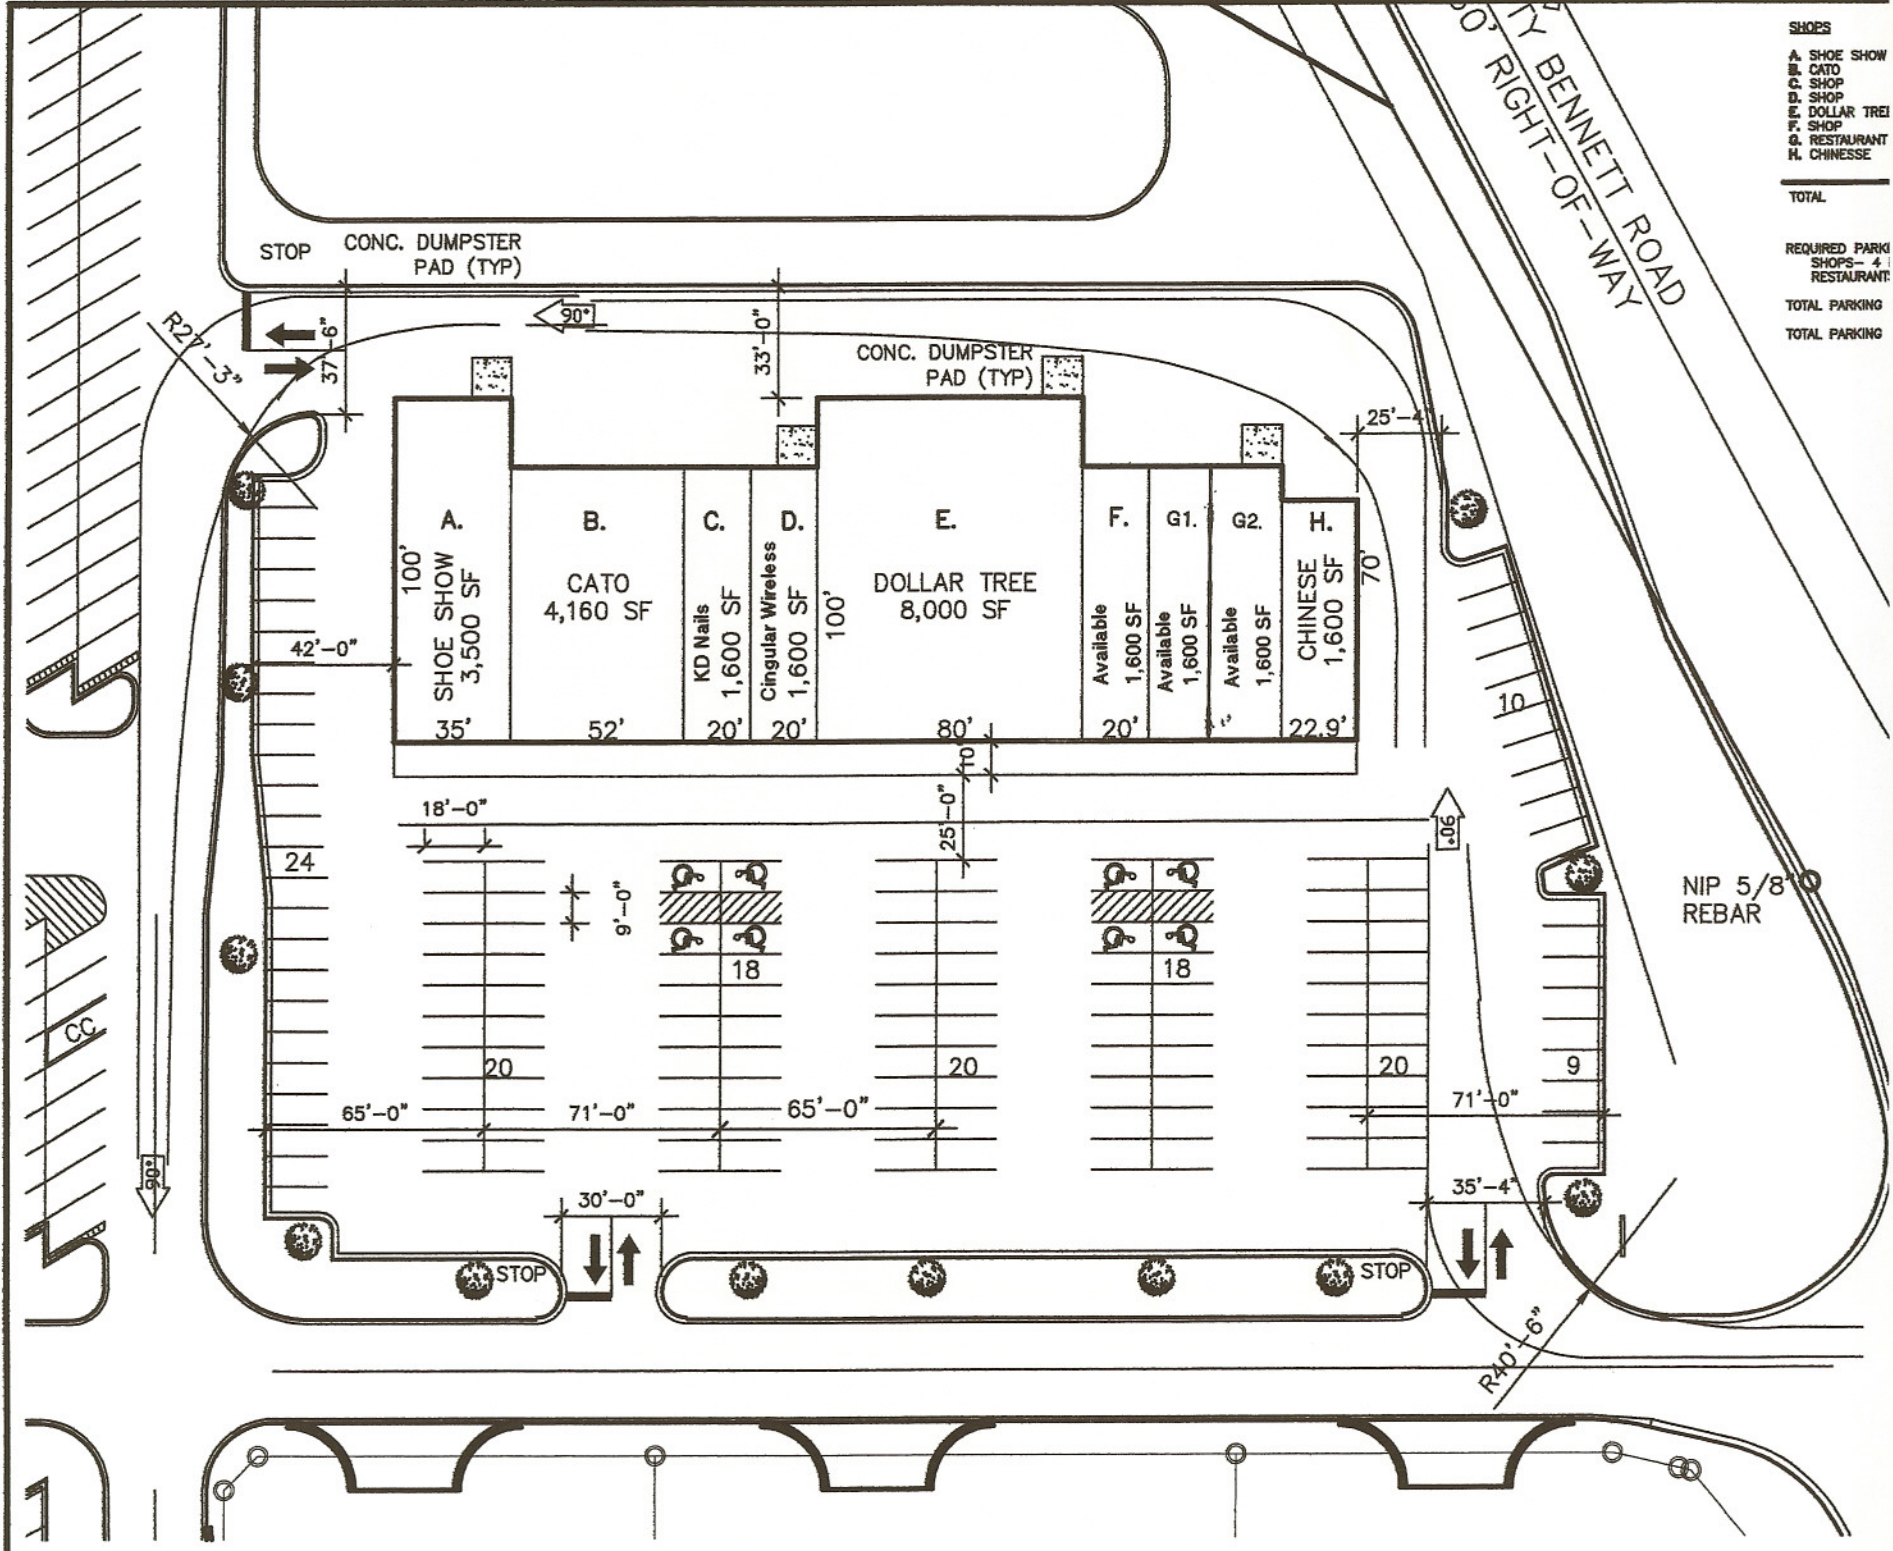 SHOPS
A. SHOE SHOW
B. CATO
C. SHOP
D. SHOP
E. DOLLAR TREE
F. SHOP
G. RESTAURANT
H. CHINESSE
TOTAL
REQUIRED PARKI
SHOPS- 4
RESTAURANT
TOTAL PARKING
TOTAL PARKING
TY BENNETT ROAD
60' RIGHT-OF-WAY
STOP
CONC. DUMPSTER
PAD (TYP)
R27'-3"
37'-6"
90°
33'-0"
CONC. DUMPSTER
PAD (TYP)
25'-4"
A.
SHOE SHOW
3,500 SF
100'
35'
B.
CATO
4,160 SF
52'
C.
KD Nails
1,600 SF
20'
D.
Cingular Wireless
1,600 SF
20'
E.
DOLLAR TREE
8,000 SF
100'
80'
F.
Available
1,600 SF
20'
G1.
Available
1,600 SF
G2.
Available
1,600 SF
H.
CHINESE
1,600 SF
70'
22.9'
42'-0"
10
10'
25'-0"
18'-0"
90°
24
9'-0"
18
18
NIP 5/8"
REBAR
CC
20
20
20
9
65'-0"
71'-0"
65'-0"
71'-0"
90°
30'-0"
35'-4"
STOP
STOP
R40'-6"